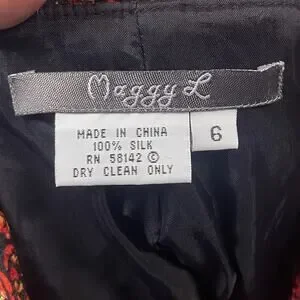 Maggy L
MADE IN CHINA
100% SILK
RN 58142 ©
DRY CLEAN ONLY
6